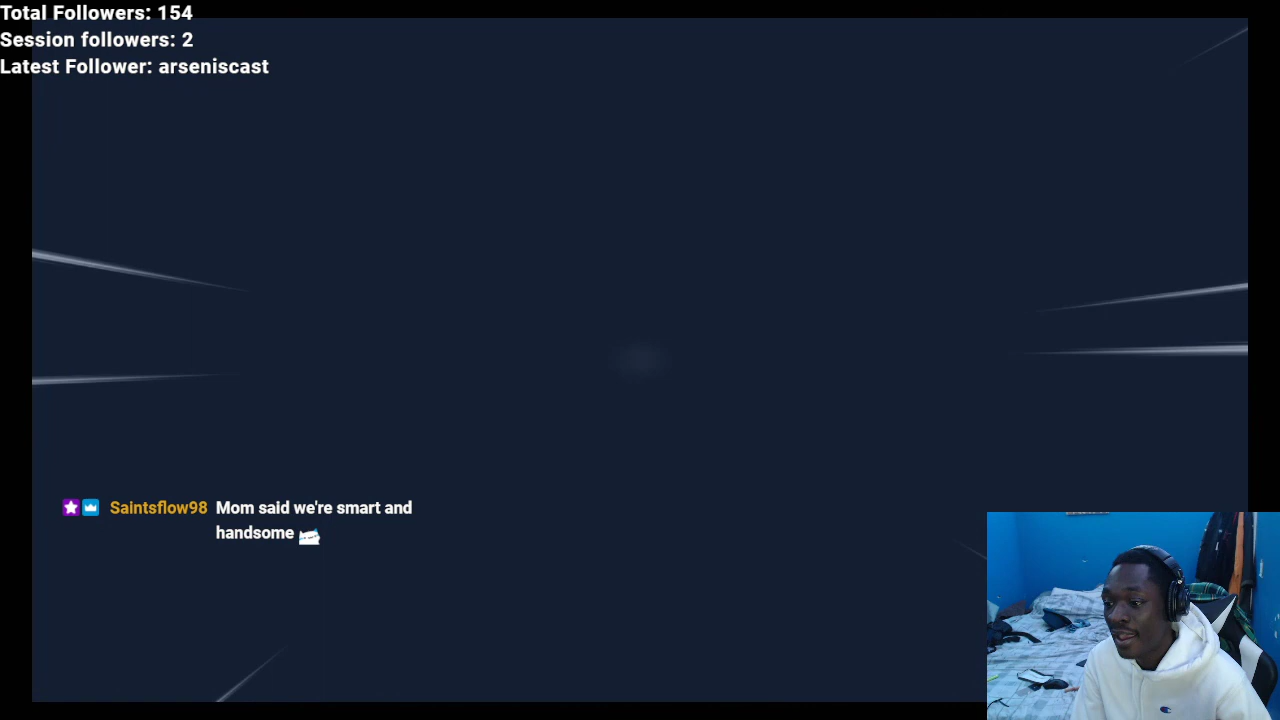 Total Followers: 154
Session followers: 2
Latest Follower: arseniscast
Saintsflow98 Mom said we're smart and
handsome